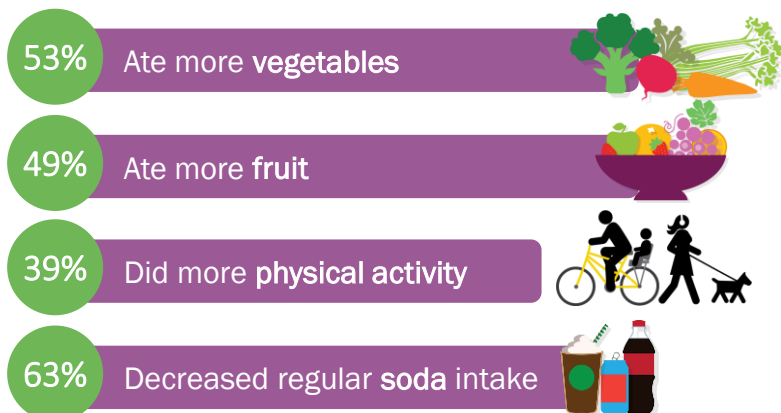 53% Ate more vegetables
49% Ate more fruit
39% Did more physical activity
63% Decreased regular soda intake